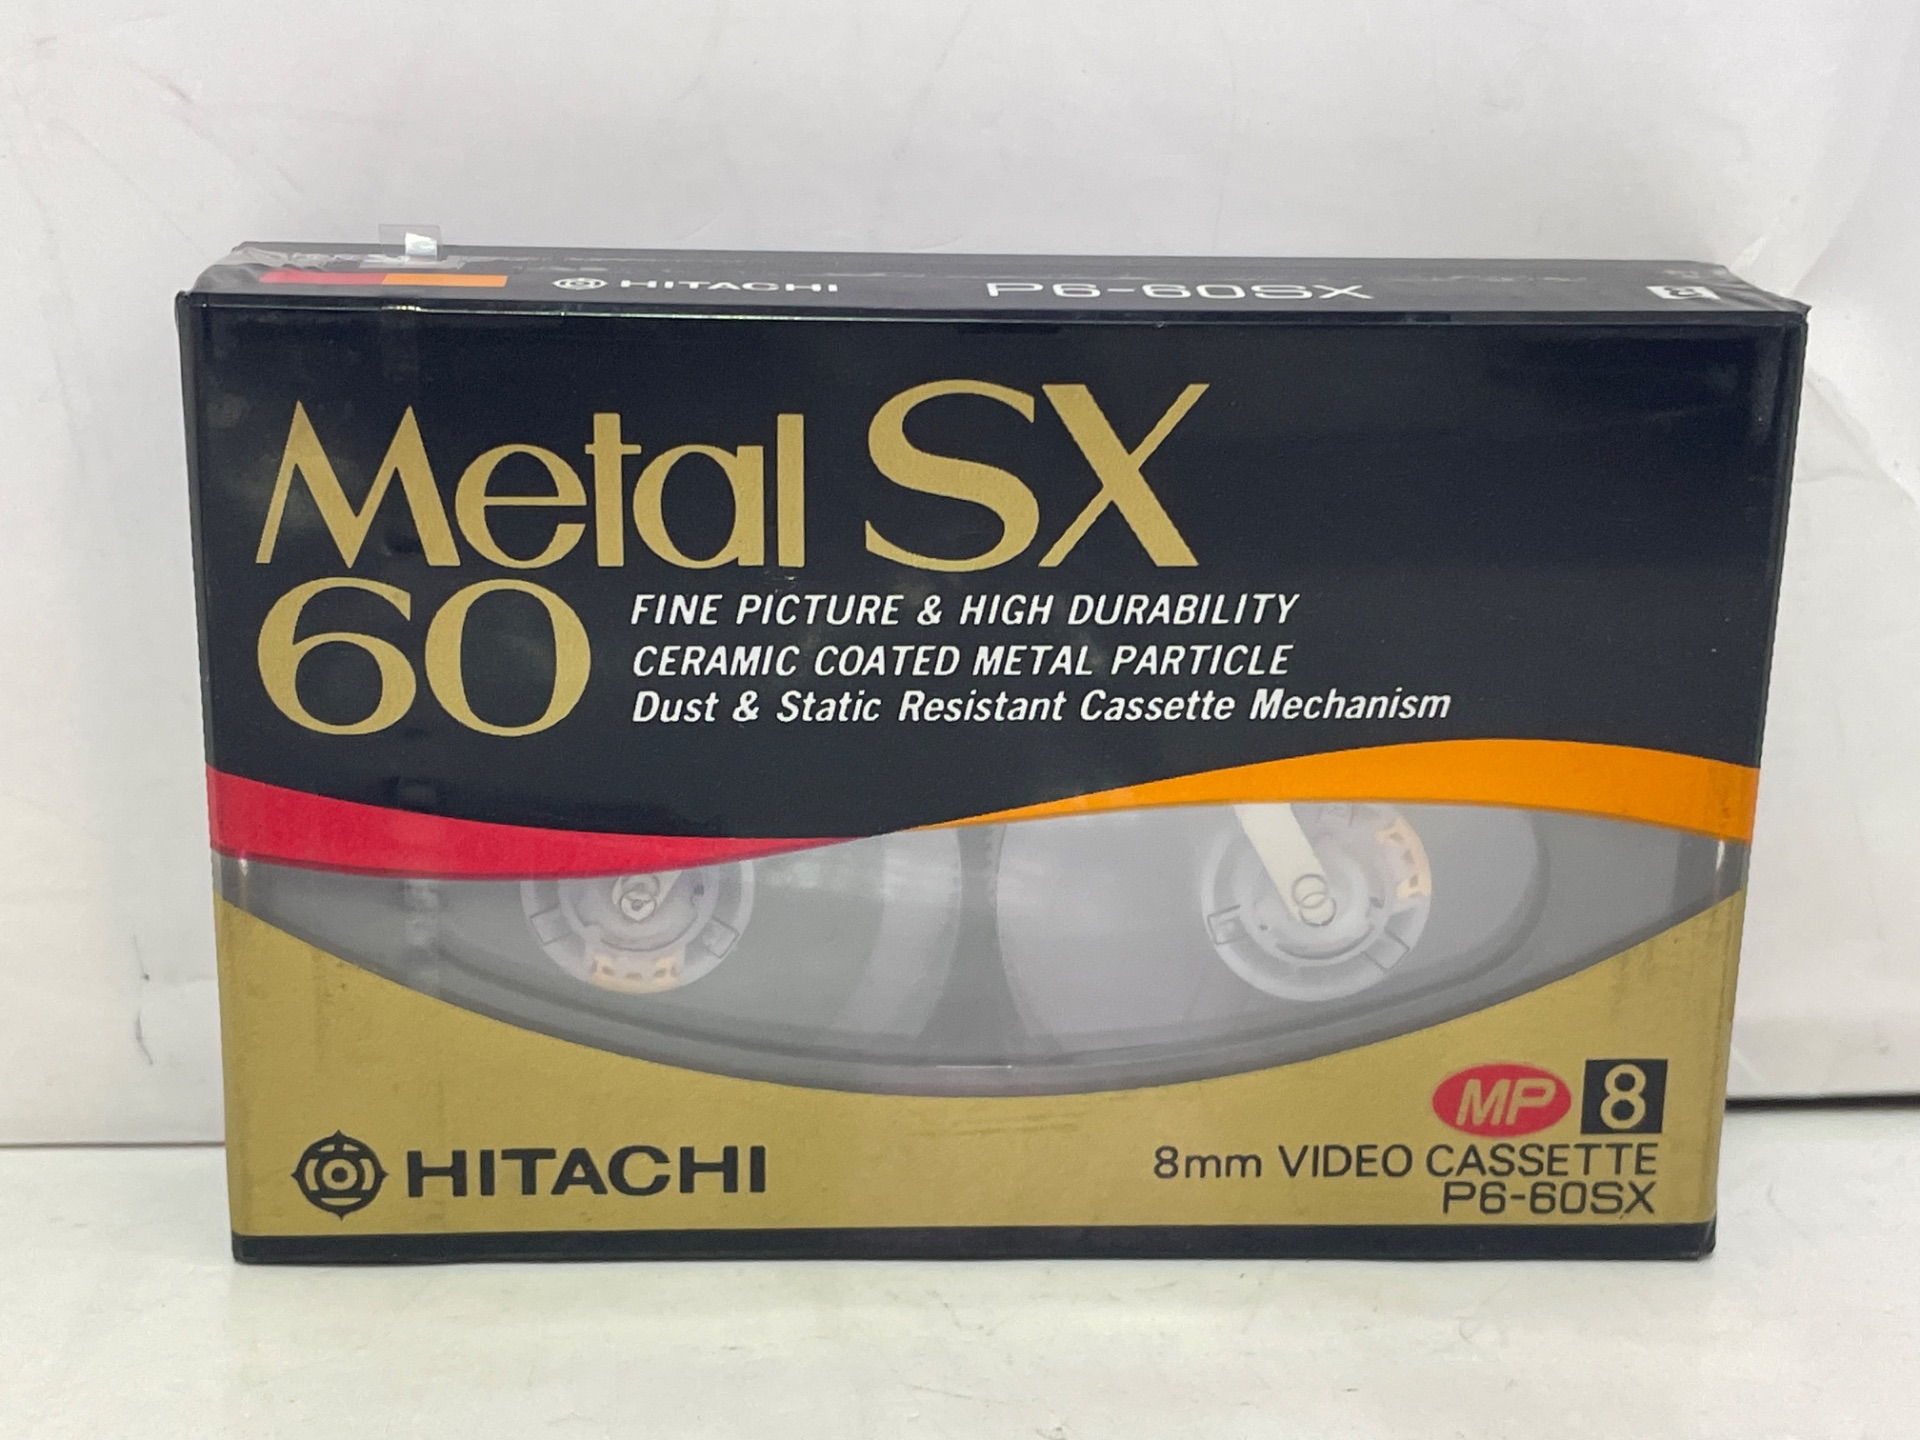 HITACHI P6-60SX 8
Metal SX
60
FINE PICTURE & HIGH DURABILITY
CERAMIC COATED METAL PARTICLE
Dust & Static Resistant Cassette Mechanism
MP 8
HITACHI
8mm VIDEO CASSETTE
P6-60SX